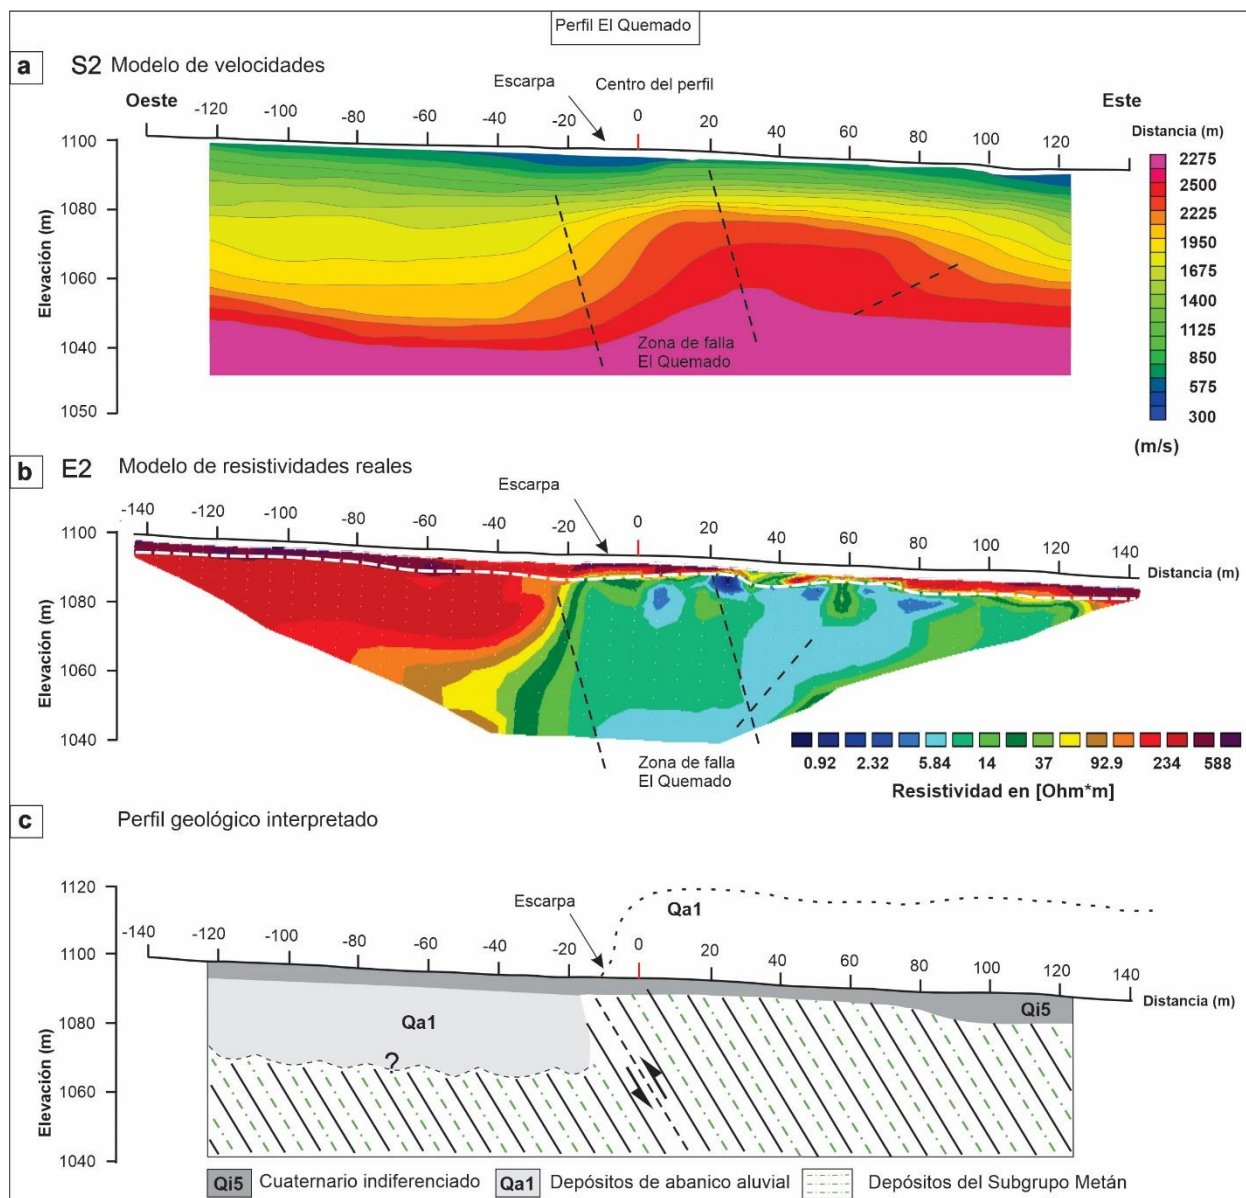 Perfil El Quemado
a S2 Modelo de velocidades
Escarpa Centro del perfil
Oeste Este
-120 -100 -80 -60 -40 -20 0 20 40 60 80 100 120
Distancia (m)
1100
1080
1060
1040
1050
Elevación (m)
Zona de falla
El Quemado
2275
2500
2225
1950
1675
1400
1125
850
575
300
(m/s)
b E2 Modelo de resistividades reales
Escarpa
-140 -120 -100 -80 -60 -40 -20 0 20 40 60 80 100 120 140
Distancia (m)
1100
1080
1060
1040
Elevación (m)
Zona de falla
El Quemado
0.92 2.32 5.84 14 37 92.9 234 588
Resistividad en [Ohm*m]
c Perfil geológico interpretado
1120
1100
1080
1060
1040
Elevación (m)
Escarpa
Qa1
-140 -120 -100 -80 -60 -40 -20 0 20 40 60 80 100 120 140
Distancia (m)
Qa1
Qi5
?
Qi5 Cuaternario indiferenciado Qa1 Depósitos de abanico aluvial Depósitos del Subgrupo Metán